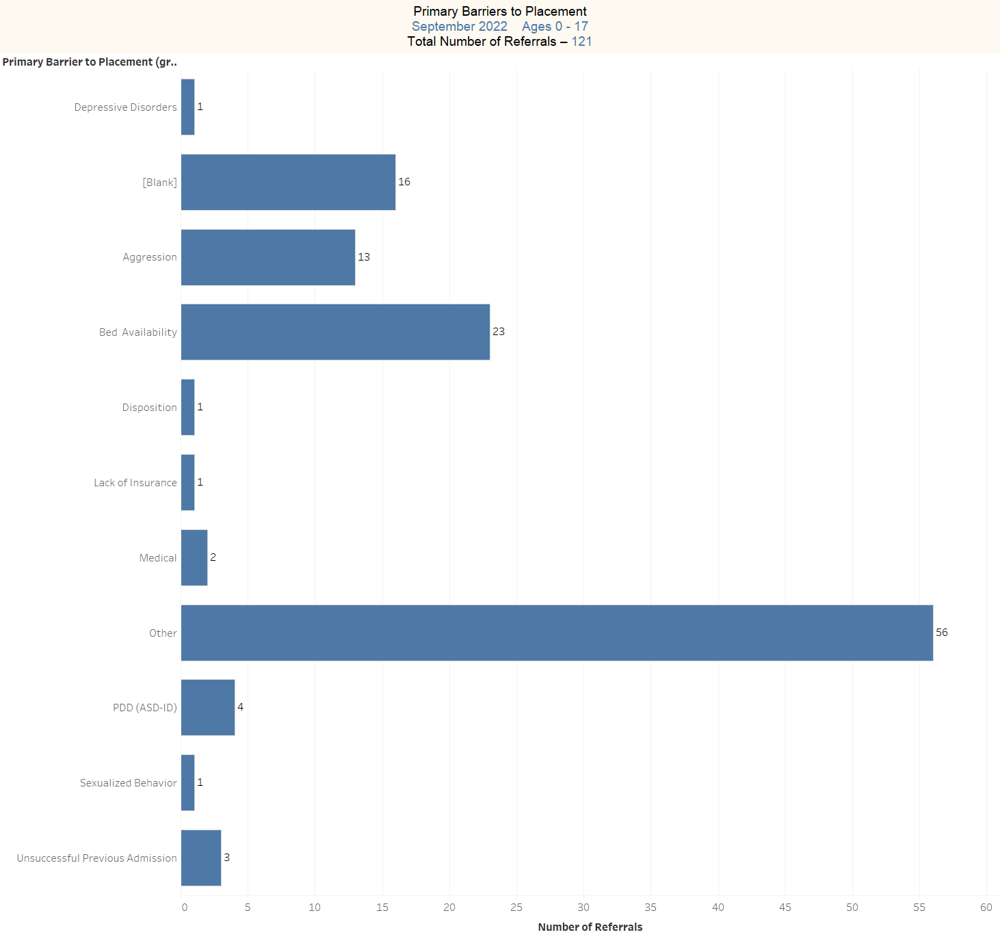 Primary Barriers to Placement
September 2022 Ages 0 - 17
Total Number of Referrals – 121
Primary Barrier to Placement (gr..
Depressive Disorders 1
[Blank] 16
Aggression 13
Bed Availability 23
Disposition 1
Lack of Insurance 1
Medical 2
Other 56
PDD (ASD-ID) 4
Sexualized Behavior 1
Unsuccessful Previous Admission 3
0 5 10 15 20 25 30 35 40 45 50 55 60
Number of Referrals